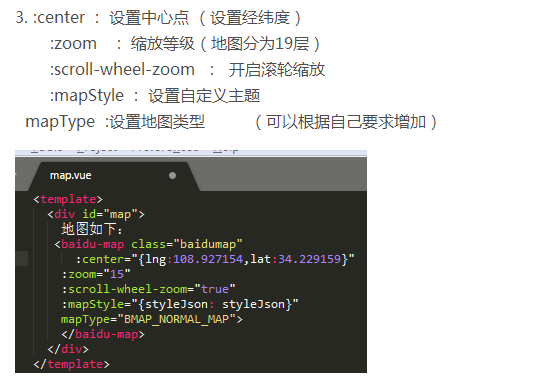 3. :center ：设置中心点（设置经纬度）
:zoom ：缩放等级（地图分为19层）
:scroll-wheel-zoom ： 开启滚轮缩放
:mapStyle ：设置自定义主题
mapType :设置地图类型 （可以根据自己要求增加）
map.vue
<template>
<div id="map">
地图如下：
<baidu-map class="baidumap"
:center="{lng:108.927154,lat:34.229159}"
:zoom="15"
:scroll-wheel-zoom="true"
:mapStyle="{styleJson: styleJson}"
mapType="BMAP_NORMAL_MAP">
</baidu-map>
</div>
</template>